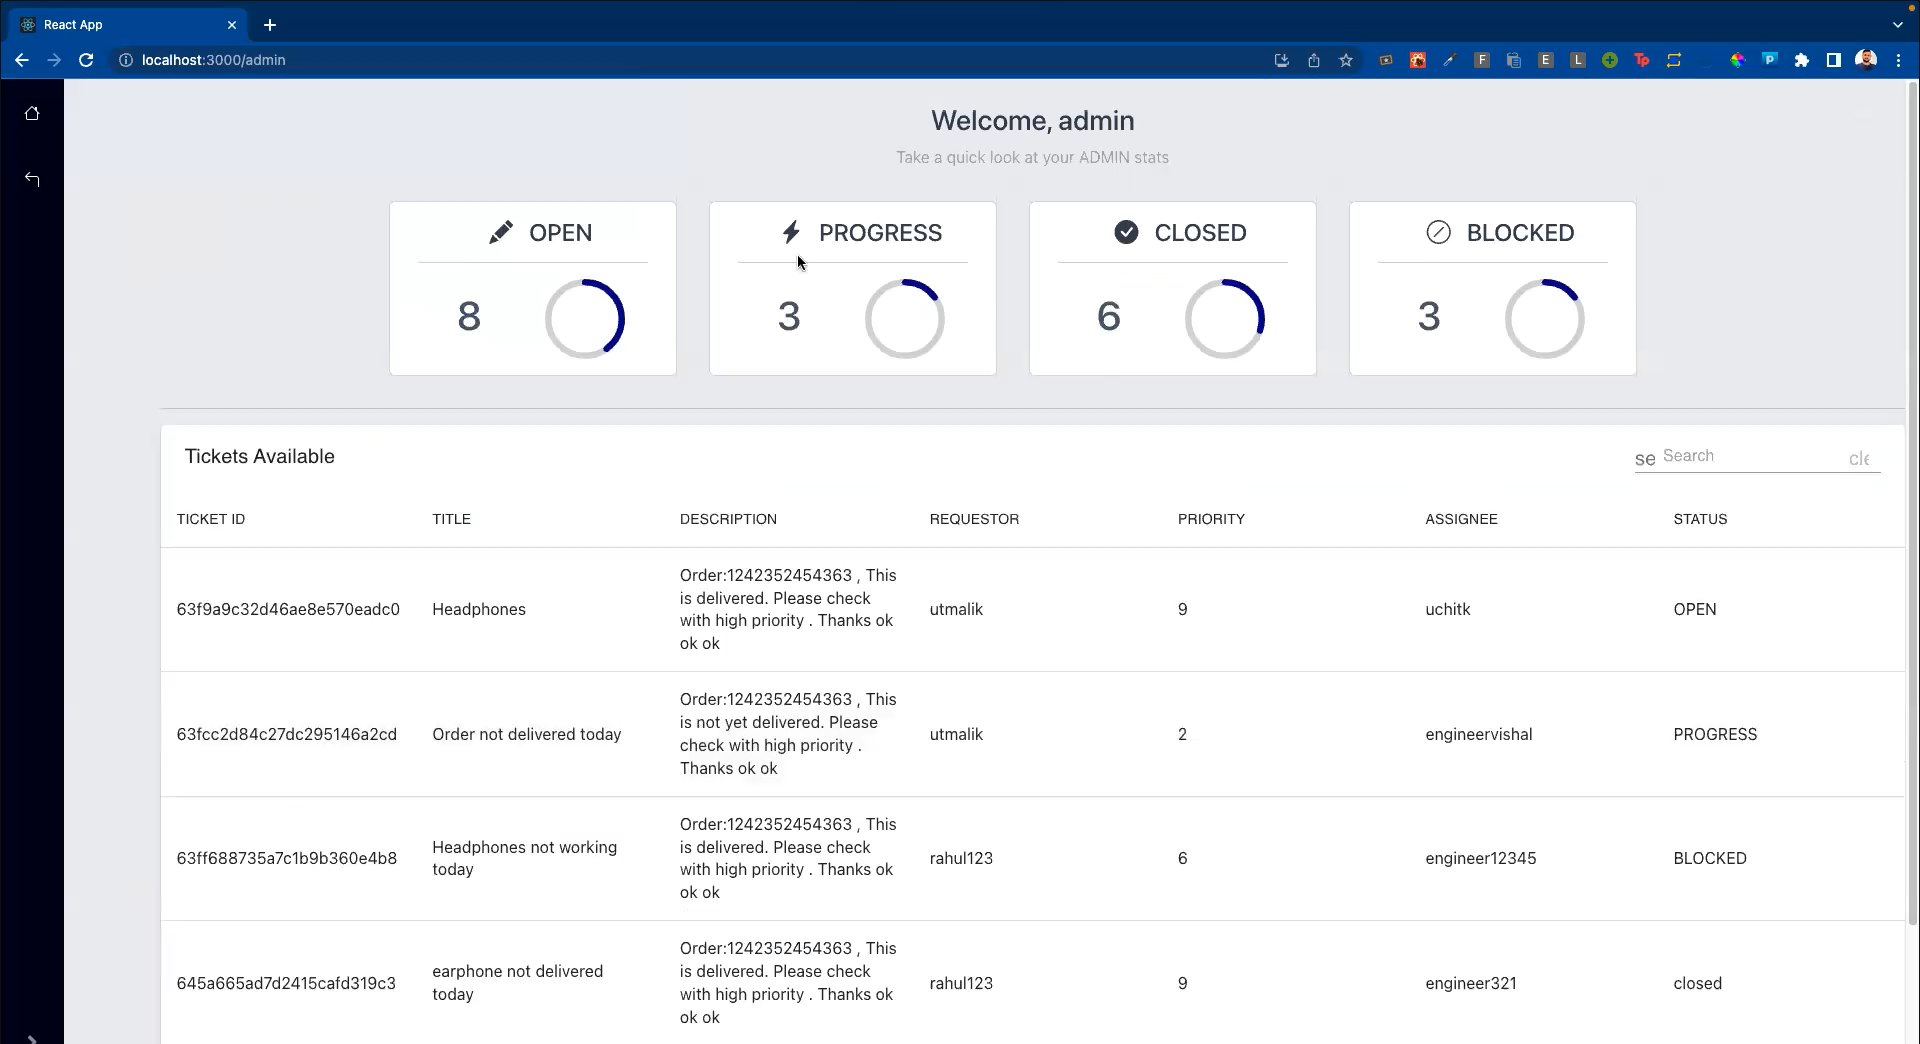 React App
localhost:3000/admin
Welcome, admin
Take a quick look at your ADMIN stats
OPEN
8
PROGRESS
3
CLOSED
6
BLOCKED
3
Tickets Available
se Search cle
TICKET ID TITLE DESCRIPTION REQUESTOR PRIORITY ASSIGNEE STATUS
63f9a9c32d46ae8e570eadc0
Headphones
Order:1242352454363 , This
is delivered. Please check
with high priority . Thanks ok
ok ok
utmalik
9
uchitk
OPEN
63fcc2d84c27dc295146a2cd
Order not delivered today
Order:1242352454363 , This
is not yet delivered. Please
check with high priority .
Thanks ok ok
utmalik
2
engineervishal
PROGRESS
63ff688735a7c1b9b360e4b8
Headphones not working
today
Order:1242352454363 , This
is delivered. Please check
with high priority . Thanks ok
ok ok
rahul123
6
engineer12345
BLOCKED
645a665ad7d2415cafd319c3
earphone not delivered
today
Order:1242352454363 , This
is delivered. Please check
with high priority . Thanks ok
ok ok
rahul123
9
engineer321
closed